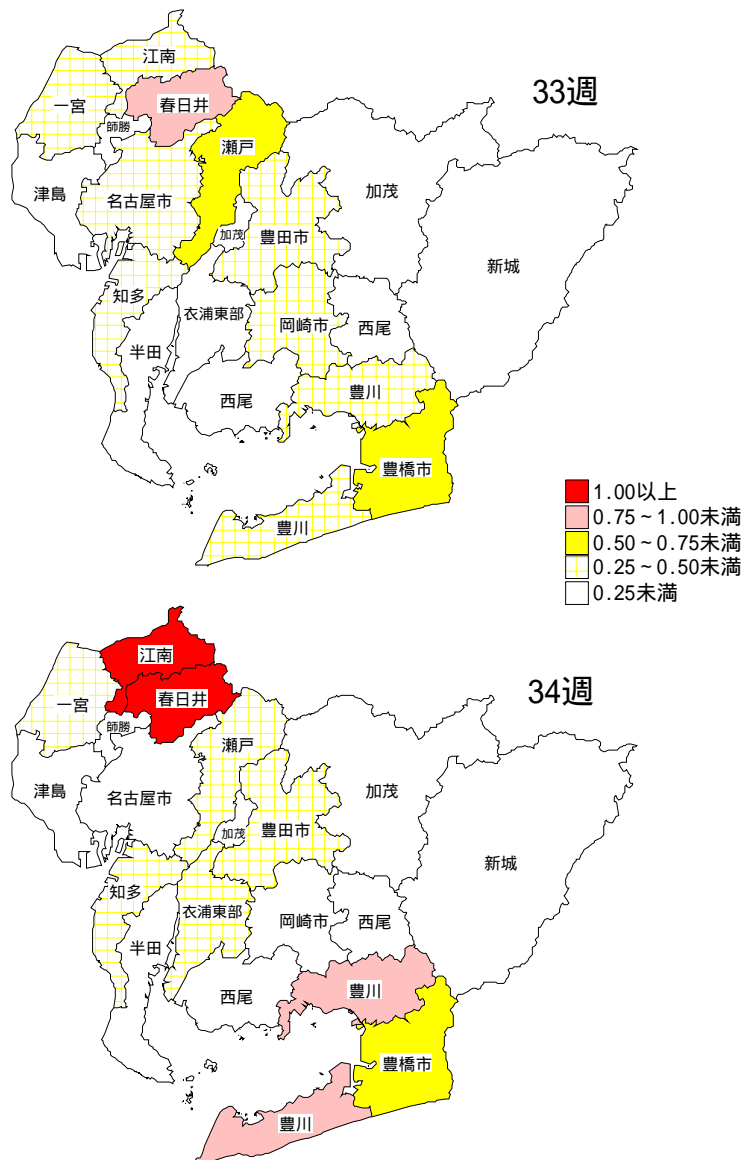 33週
江南
一宮
春日井
師勝
瀬戸
津島
名古屋市
加茂
加茂
豊田市
新城
知多
衣浦東部
岡崎市
西尾
半田
西尾
豊川
豊橋市
豊川
1.00以上
0.75~1.00未満
0.50~0.75未満
0.25~0.50未満
0.25未満
34週
江南
一宮
春日井
師勝
瀬戸
津島
名古屋市
加茂
加茂
豊田市
新城
知多
衣浦東部
岡崎市
西尾
半田
西尾
豊川
豊橋市
豊川